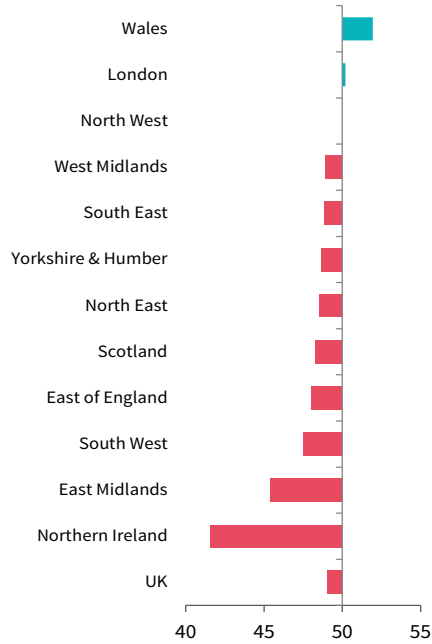 Wales
London
North West
West Midlands
South East
Yorkshire & Humber
North East
Scotland
East of England
South West
East Midlands
Northern Ireland
UK
40 45 50 55